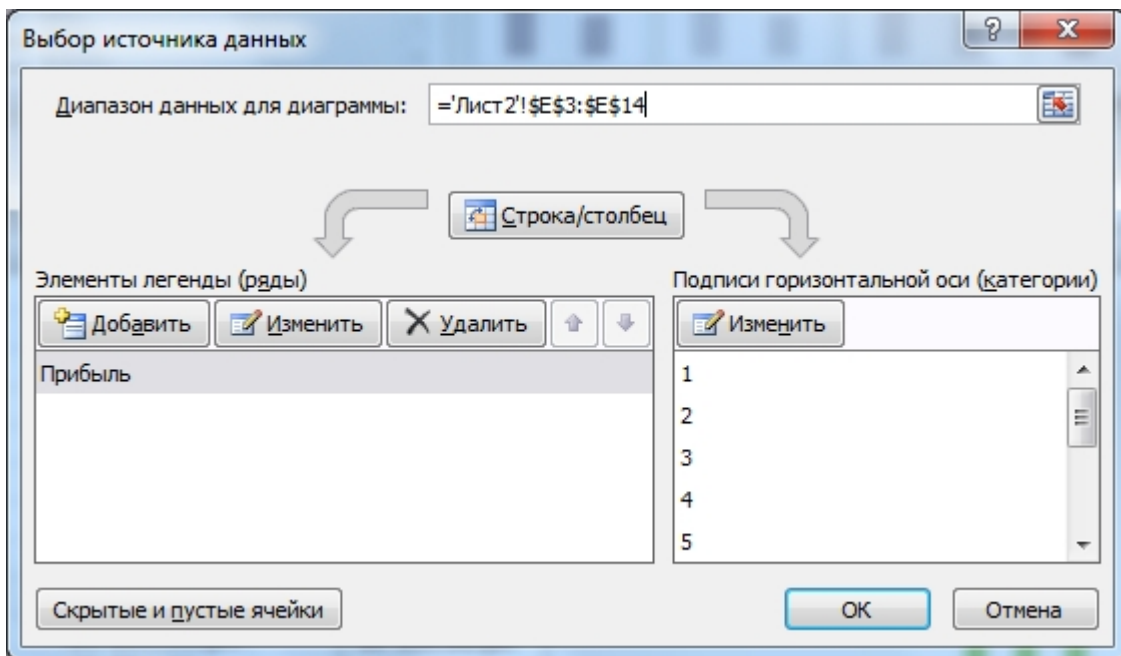 Выбор источника данных
Диапазон данных для диаграммы: ='Лист2'!$E$3:$E$14
Строка/столбец
Элементы легенды (ряды)
Подписи горизонтальной оси (категории)
Добавить Изменить Удалить
Изменить
Прибыль
1
2
3
4
5
Скрытые и пустые ячейки
ОК Отмена